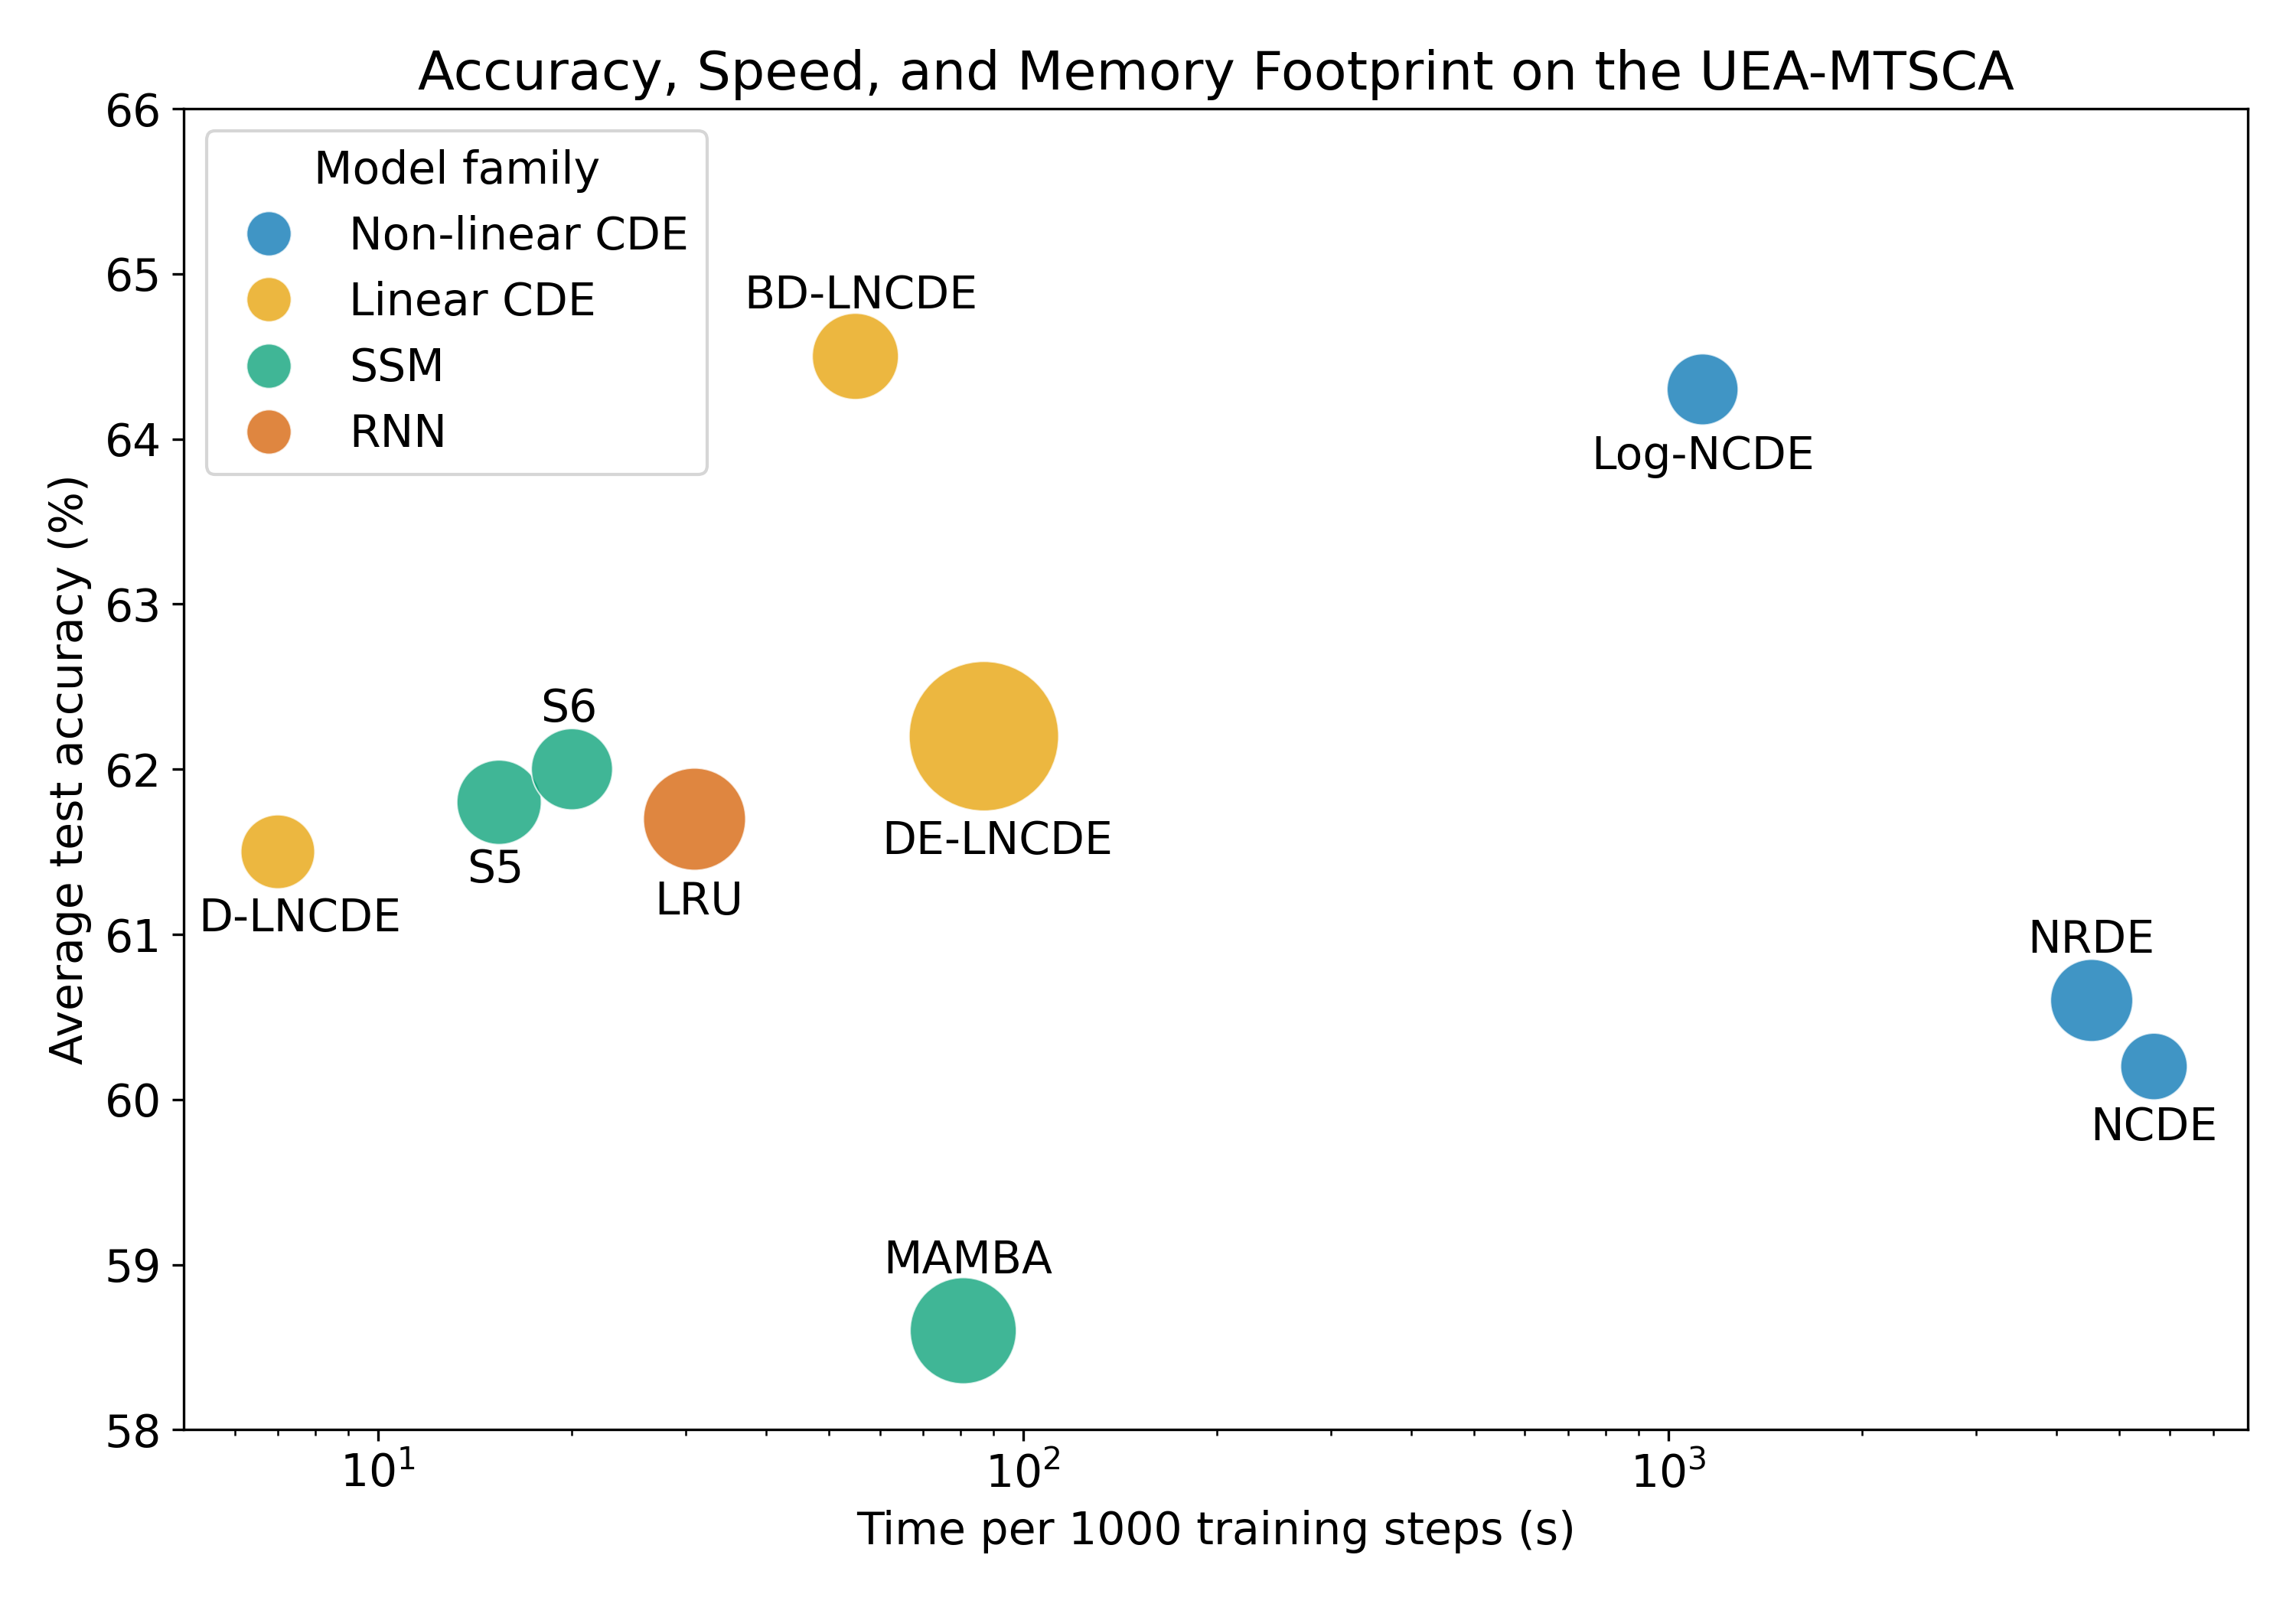 Accuracy, Speed, and Memory Footprint on the UEA-MTSCA
Average test accuracy (%)
66
65
64
63
62
61
60
59
58
Model family
Non-linear CDE
Linear CDE
SSM
RNN
BD-LNCDE
Log-NCDE
S6
S5
LRU
DE-LNCDE
D-LNCDE
NRDE
NCDE
MAMBA
10¹
10²
10³
Time per 1000 training steps (s)